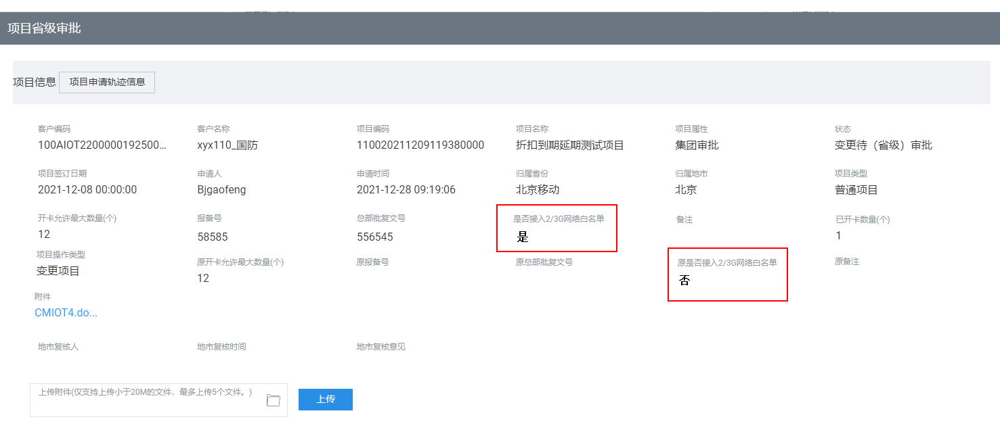 项目省级审批
项目信息 项目申请轨迹信息
客户编码 客户名称 项目编码 项目名称 项目属性 状态
100AIOT2200000192500... xyx110_国防 110020211209119380000 折扣到期延期测试项目 集团审批 变更待（省级）审批
项目签订日期 申请人 申请时间 归属省份 归属地市 项目类型
2021-12-08 00:00:00 Bjgaofeng 2021-12-28 09:19:06 北京移动 北京 普通项目
开卡允许最大数量(个) 报备号 总部批复文号 是否接入2/3G网络白名单 备注 已开卡数量(个)
12 58585 556545 是 1
项目操作类型 原开卡允许最大数量(个) 原报备号 原总部批复文号 原是否接入2/3G网络白名单 原备注
变更项目 12 否
附件
CMIOT4.do...
地市复核人 地市复核时间 地市复核意见
上传附件(仅支持上传小于20M的文件，最多上传5个文件。) 上传